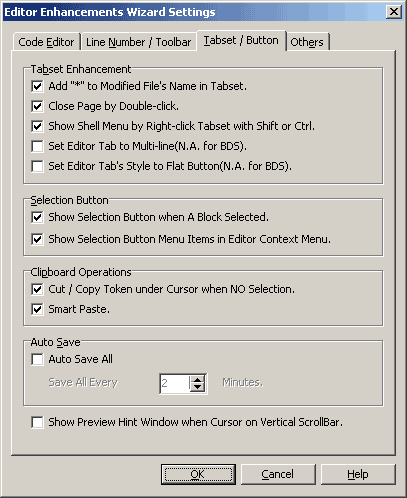 Editor Enhancements Wizard Settings
Code Editor
Line Number / Toolbar
Tabset / Button
Others
Tabset Enhancement
Add "*" to Modified File's Name in Tabset.
Close Page by Double-click.
Show Shell Menu by Right-click Tabset with Shift or Ctrl.
Set Editor Tab to Multi-line(N.A. for BDS).
Set Editor Tab's Style to Flat Button(N.A. for BDS).
Selection Button
Show Selection Button when A Block Selected.
Show Selection Button Menu Items in Editor Context Menu.
Clipboard Operations
Cut / Copy Token under Cursor when NO Selection.
Smart Paste.
Auto Save
Auto Save All
Save All Every 2 Minutes.
Show Preview Hint Window when Cursor on Vertical ScrollBar.
OK Cancel Help